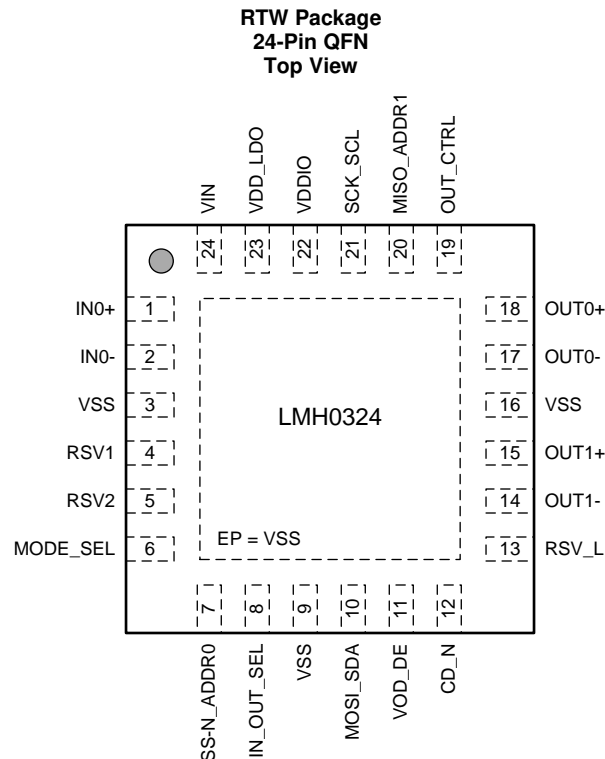 RTW Package
24-Pin QFN
Top View
VIN
VDD_LDO
VDDIO
SCK_SCL
MISO_ADDR1
OUT_CTRL
24
23
22
21
20
19
IN0+ 1
18 OUT0+
IN0- 2
17 OUT0-
VSS 3
16 VSS
LMH0324
RSV1 4
15 OUT1+
RSV2 5
14 OUT1-
MODE_SEL 6
13 RSV_L
EP = VSS
7
8
9
10
11
12
SS-N_ADDR0
IN_OUT_SEL
VSS
MOSI_SDA
VOD_DE
CD_N